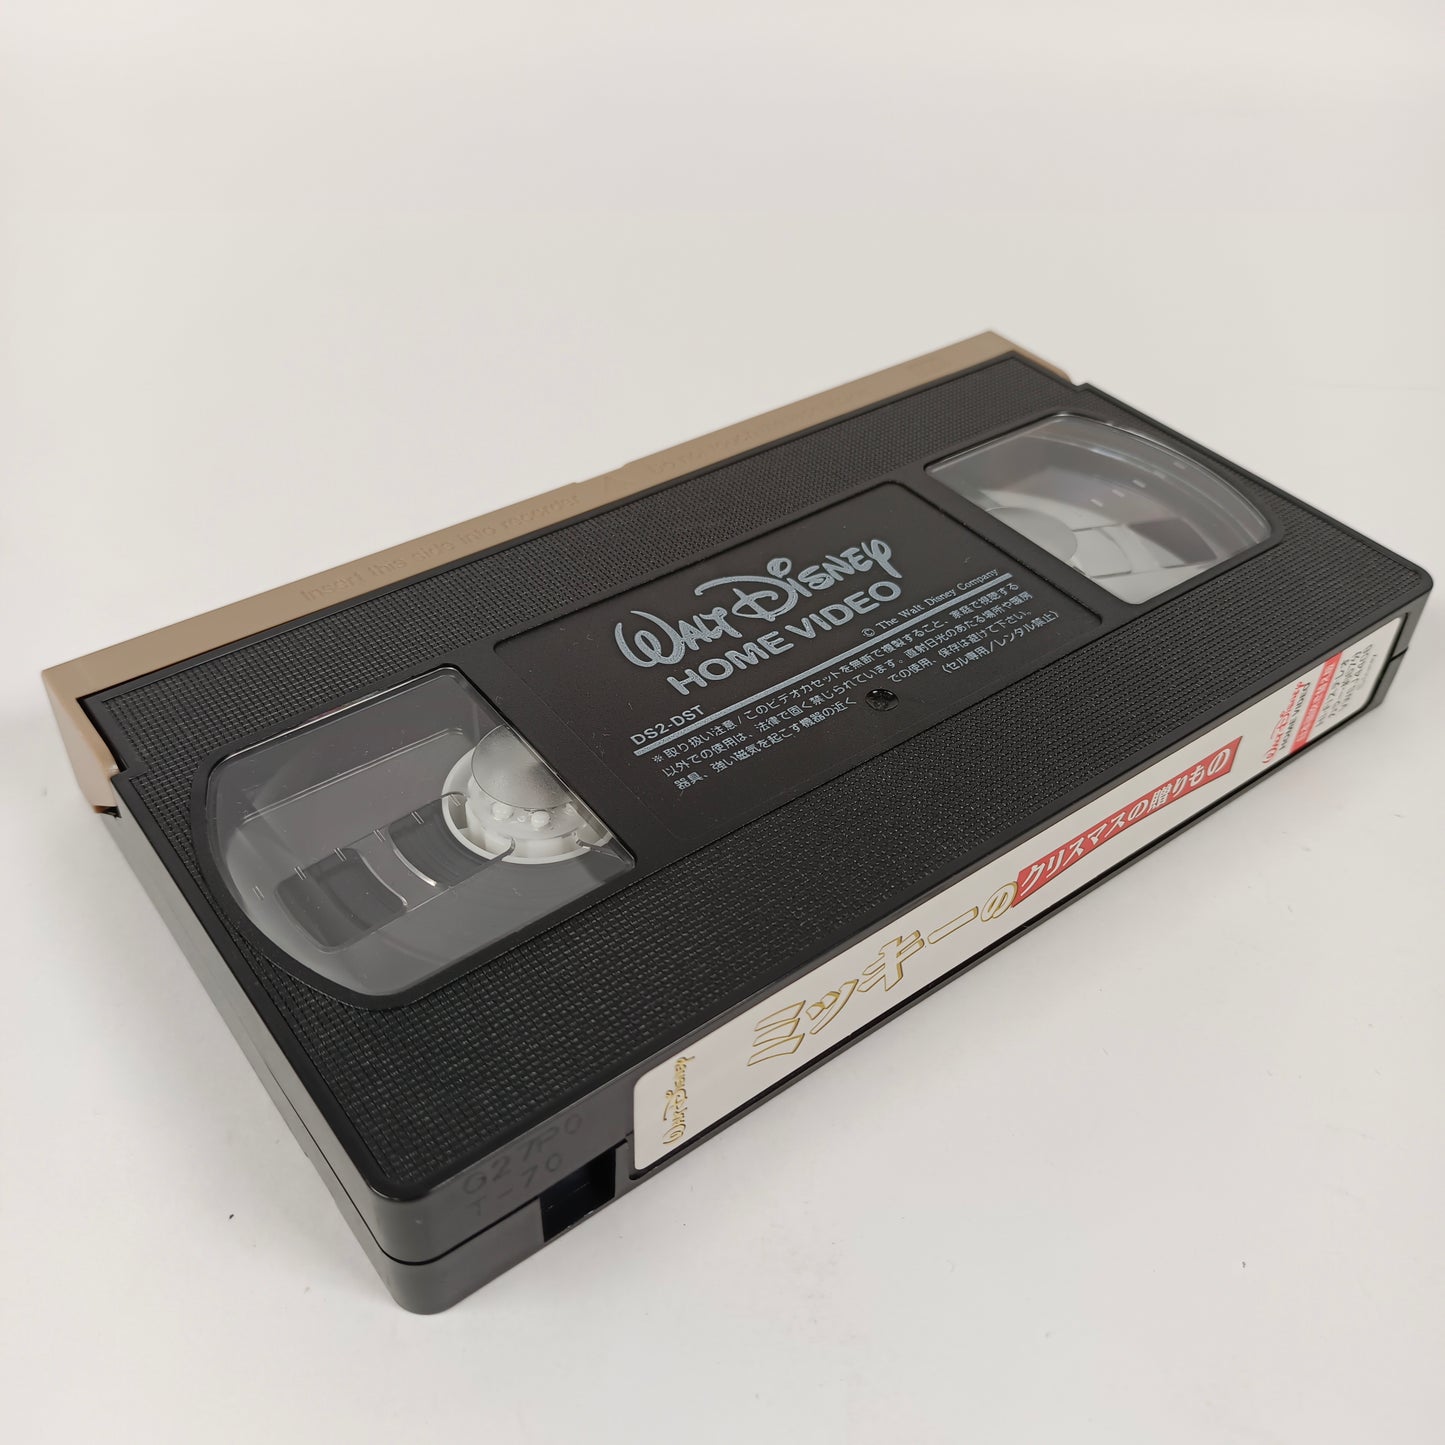 Insert this side into recorder
WALT DISNEY
HOME VIDEO
© The Walt Disney Company
DS2-DST
※取り扱い注意/このビデオカセットを無断で複製すること、家庭で視聴する
以外での使用は、法律で固く禁じられています。直射日光のあたる場所や暖房
器具、強い磁気を起こす機器の近く での使用、保存は避けて下さい。
(セル専用/レンタル禁止)
WALT DISNEY
ミッキーの
クリスマスの贈りもの
G27P0
T-70